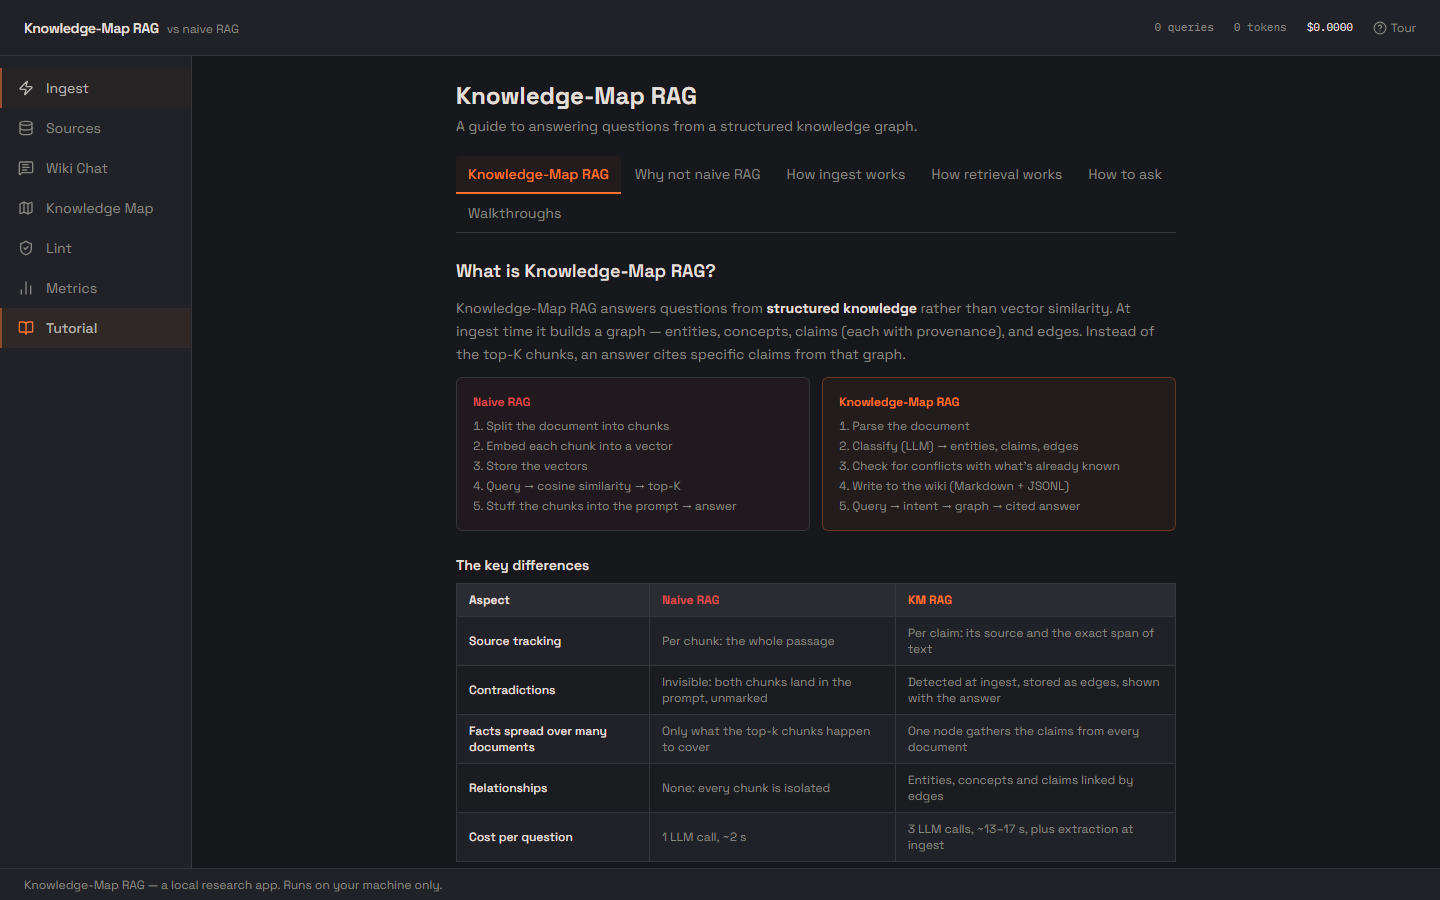 Knowledge-Map RAG vs naive RAG
0 queries 0 tokens $0.0000 Tour
Ingest
Sources
Wiki Chat
Knowledge Map
Lint
Metrics
Tutorial
Knowledge-Map RAG
A guide to answering questions from a structured knowledge graph.
Knowledge-Map RAG Why not naive RAG How ingest works How retrieval works How to ask
Walkthroughs
What is Knowledge-Map RAG?
Knowledge-Map RAG answers questions from structured knowledge rather than vector similarity. At
ingest time it builds a graph — entities, concepts, claims (each with provenance), and edges. Instead of
the top-K chunks, an answer cites specific claims from that graph.
Naive RAG
1. Split the document into chunks
2. Embed each chunk into a vector
3. Store the vectors
4. Query → cosine similarity → top-K
5. Stuff the chunks into the prompt → answer
Knowledge-Map RAG
1. Parse the document
2. Classify (LLM) → entities, claims, edges
3. Check for conflicts with what's already known
4. Write to the wiki (Markdown + JSONL)
5. Query → intent → graph → cited answer
The key differences
Aspect Naive RAG KM RAG
Source tracking
Per chunk: the whole passage
Per claim: its source and the exact span of
text
Contradictions
Invisible: both chunks land in the
prompt, unmarked
Detected at ingest, stored as edges, shown
with the answer
Facts spread over many
documents
Only what the top-k chunks happen
to cover
One node gathers the claims from every
document
Relationships
None: every chunk is isolated
Entities, concepts and claims linked by
edges
Cost per question
1 LLM call, ~2 s
3 LLM calls, ~13–17 s, plus extraction at
ingest
Knowledge-Map RAG — a local research app. Runs on your machine only.